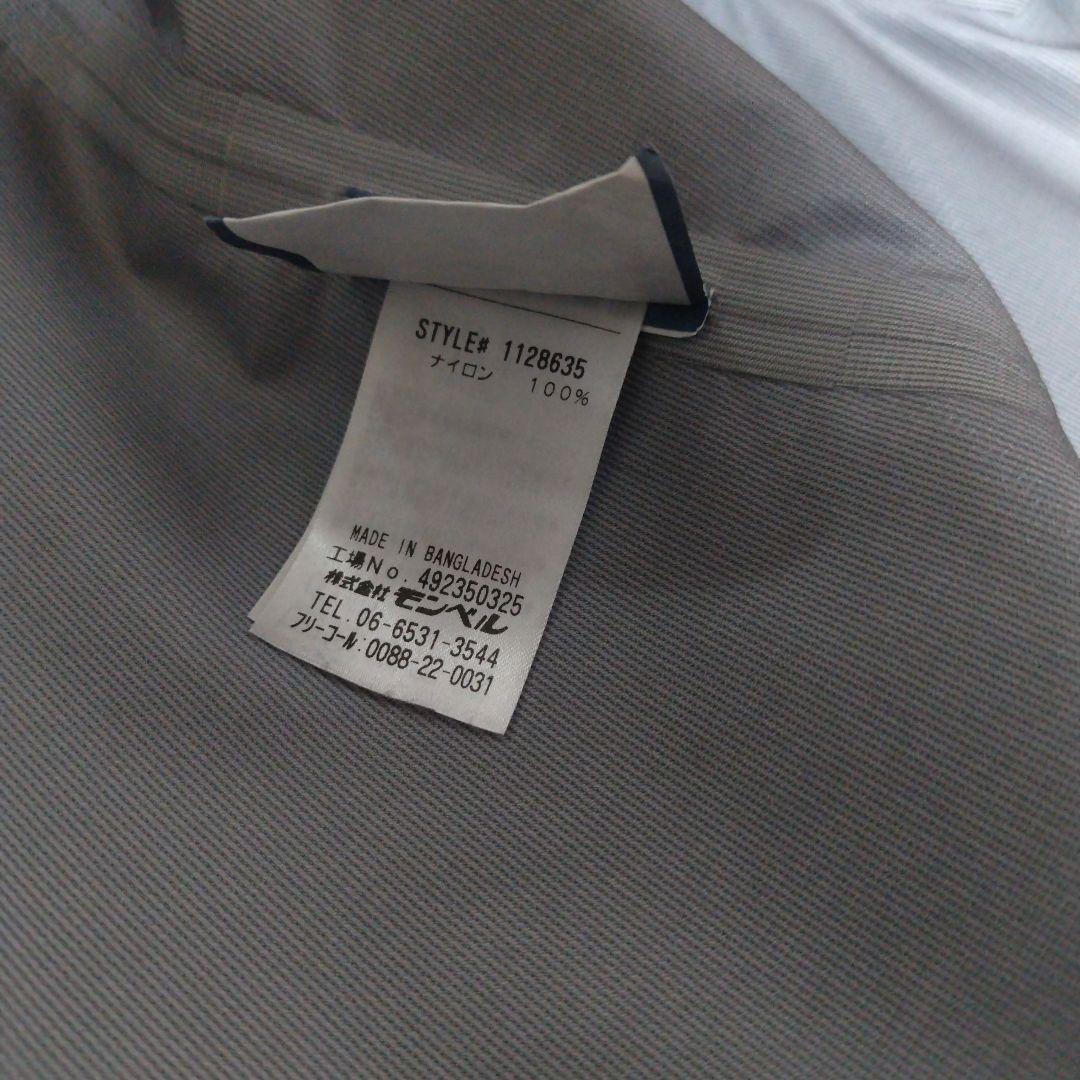 STYLE# 1128635
ナイロン 100%
MADE IN BANGLADESH
工場No. 492350325
株式会社 モンベル
TEL. 06-6531-3544
フリーコール:0088-22-0031